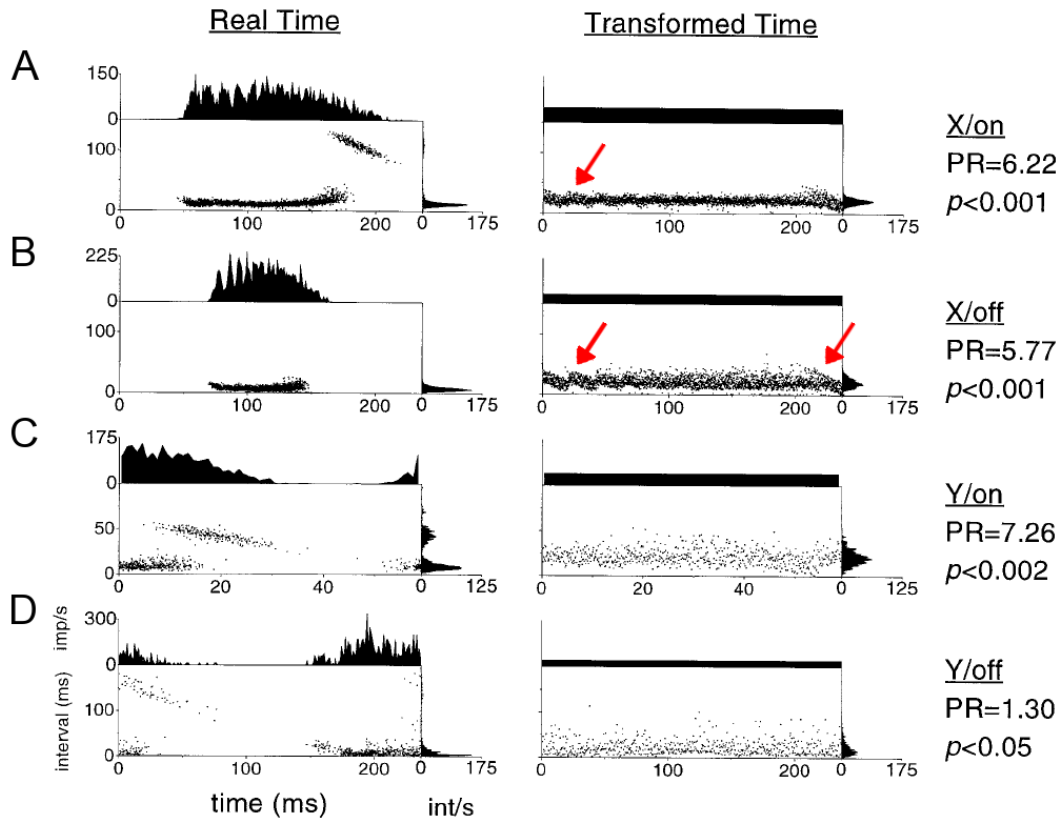 Real Time
Transformed Time
A
150
0
100
0
0
100
200
0
175
0
100
200
0
175
X/on
PR=6.22
p<0.001
B
225
0
100
0
0
100
200
0
175
0
100
200
0
175
X/off
PR=5.77
p<0.001
C
175
0
50
0
0
20
40
0
125
0
20
40
0
125
Y/on
PR=7.26
p<0.002
D
imp/s
300
0
interval (ms)
100
0
0
100
200
0
175
0
100
200
0
175
Y/off
PR=1.30
p<0.05
time (ms)
int/s